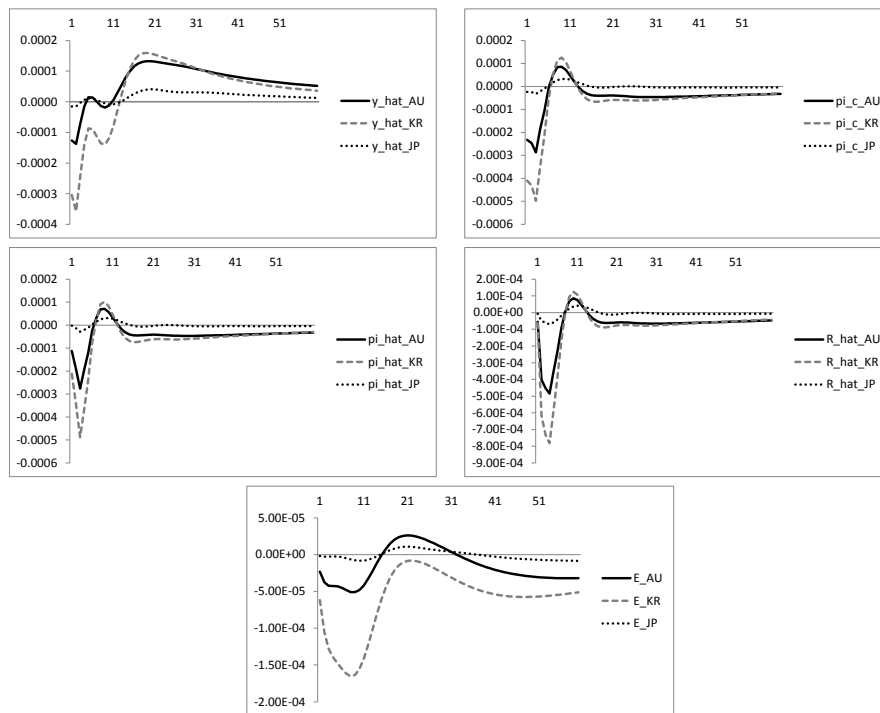 1 11 21 31 41 51
0.0002
0.0001
0.0000
-0.0001
-0.0002
-0.0003
-0.0004
y_hat_AU
y_hat_KR
y_hat_JP
1 11 21 31 41 51
0.0002
0.0001
0.0000
-0.0001
-0.0002
-0.0003
-0.0004
-0.0005
-0.0006
pi_c_AU
pi_c_KR
pi_c_JP
1 11 21 31 41 51
0.0002
0.0001
0.0000
-0.0001
-0.0002
-0.0003
-0.0004
-0.0005
-0.0006
pi_hat_AU
pi_hat_KR
pi_hat_JP
1 11 21 31 41 51
2.00E-04
1.00E-04
0.00E+00
-1.00E-04
-2.00E-04
-3.00E-04
-4.00E-04
-5.00E-04
-6.00E-04
-7.00E-04
-8.00E-04
-9.00E-04
R_hat_AU
R_hat_KR
R_hat_JP
1 11 21 31 41 51
5.00E-05
0.00E+00
-5.00E-05
-1.00E-04
-1.50E-04
-2.00E-04
E_AU
E_KR
E_JP